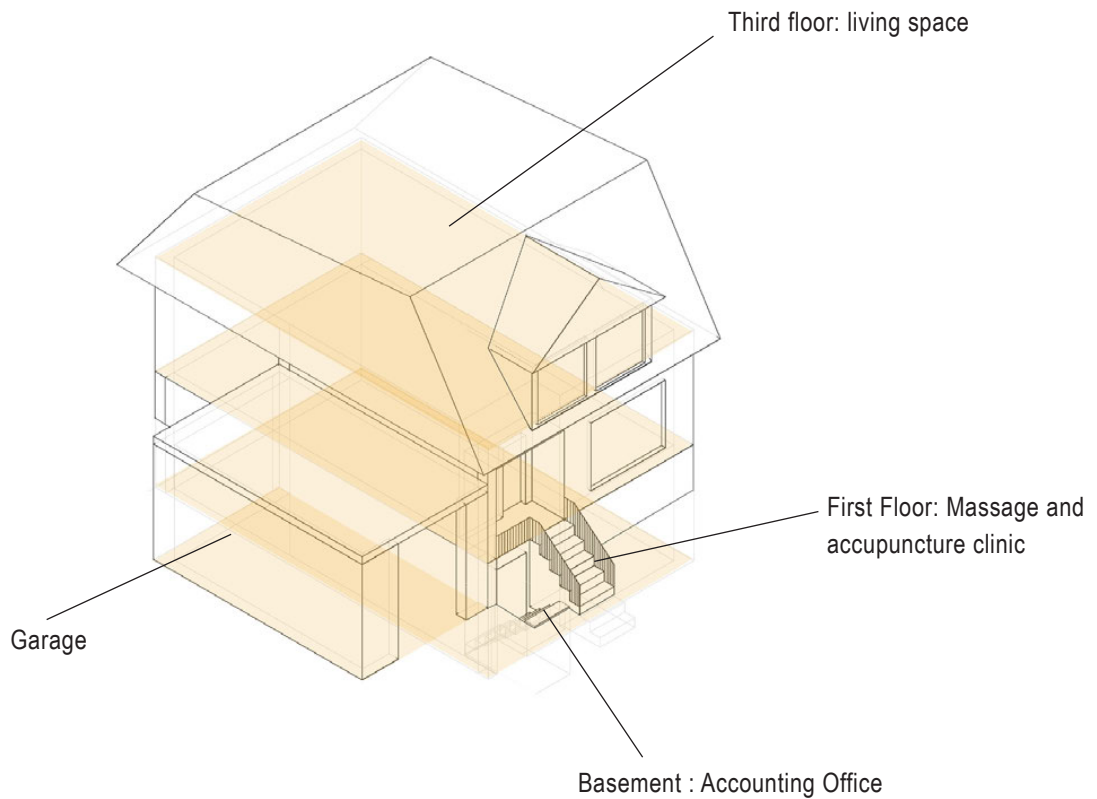 Third floor: living space
First Floor: Massage and
accupuncture clinic
Garage
Basement : Accounting Office